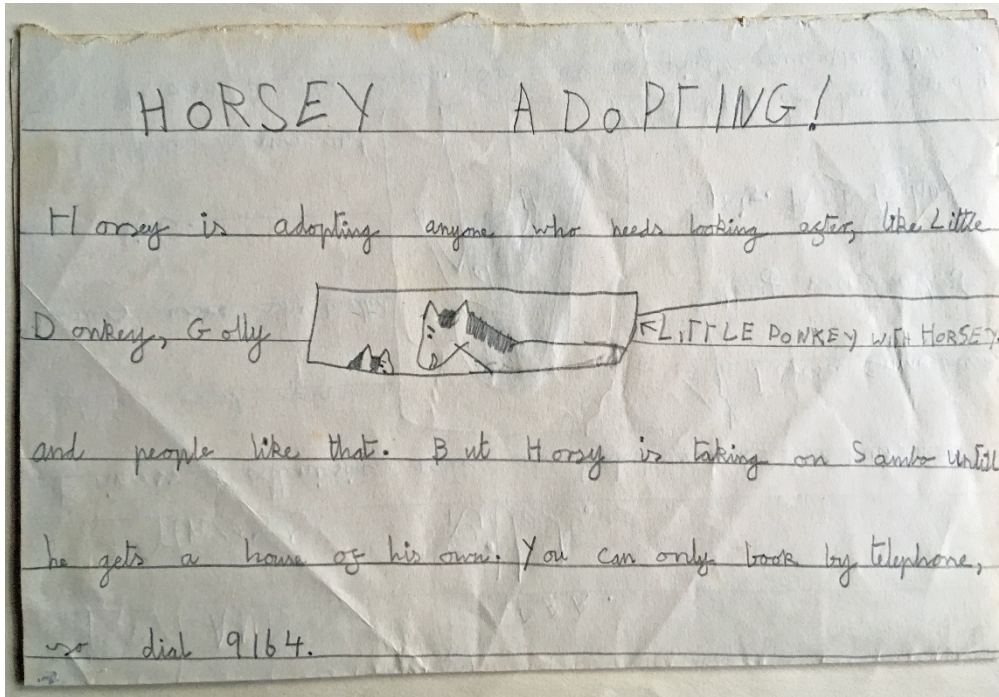 HORSEY ADOPTING!
Horsey is adopting anyone who needs looking after, like Little
Donkey, Golly
←LITTLE DONKEY WITH HORSEY.
and people like that. But Horsy is taking on Sambo untill
he gets a house of his own. You can only book by telephone,
so dial 9164.